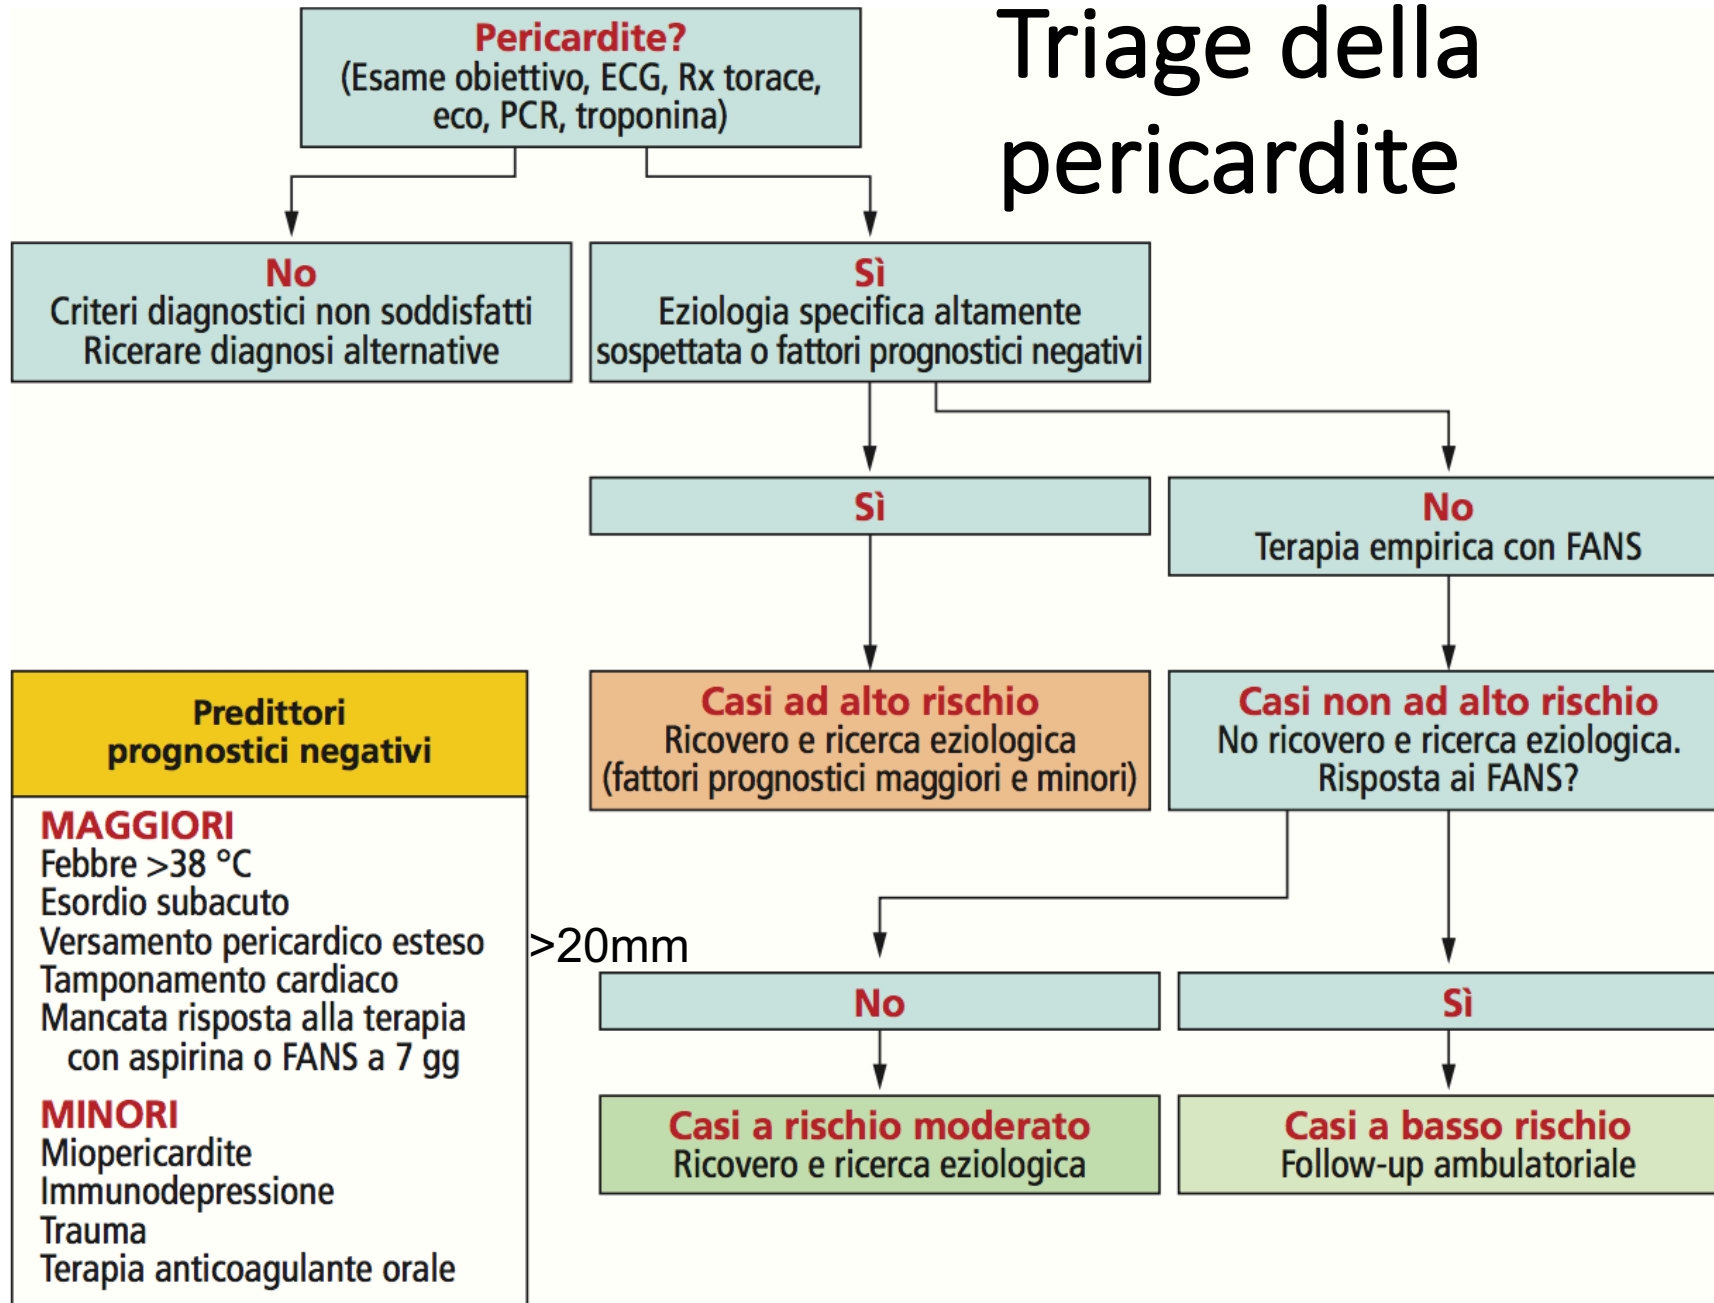 Triage della
pericardite
Pericardite?
(Esame obiettivo, ECG, Rx torace,
eco, PCR, troponina)
No
Criteri diagnostici non soddisfatti
Ricerare diagnosi alternative
Sì
Eziologia specifica altamente
sospettata o fattori prognostici negativi
Sì
No
Terapia empirica con FANS
Casi ad alto rischio
Ricovero e ricerca eziologica
(fattori prognostici maggiori e minori)
Casi non ad alto rischio
No ricovero e ricerca eziologica.
Risposta ai FANS?
No
Sì
Casi a rischio moderato
Ricovero e ricerca eziologica
Casi a basso rischio
Follow-up ambulatoriale
Predittori
prognostici negativi
MAGGIORI
Febbre >38 °C
Esordio subacuto
Versamento pericardico esteso
>20mm
Tamponamento cardiaco
Mancata risposta alla terapia
con aspirina o FANS a 7 gg
MINORI
Miopericardite
Immunodepressione
Trauma
Terapia anticoagulante orale